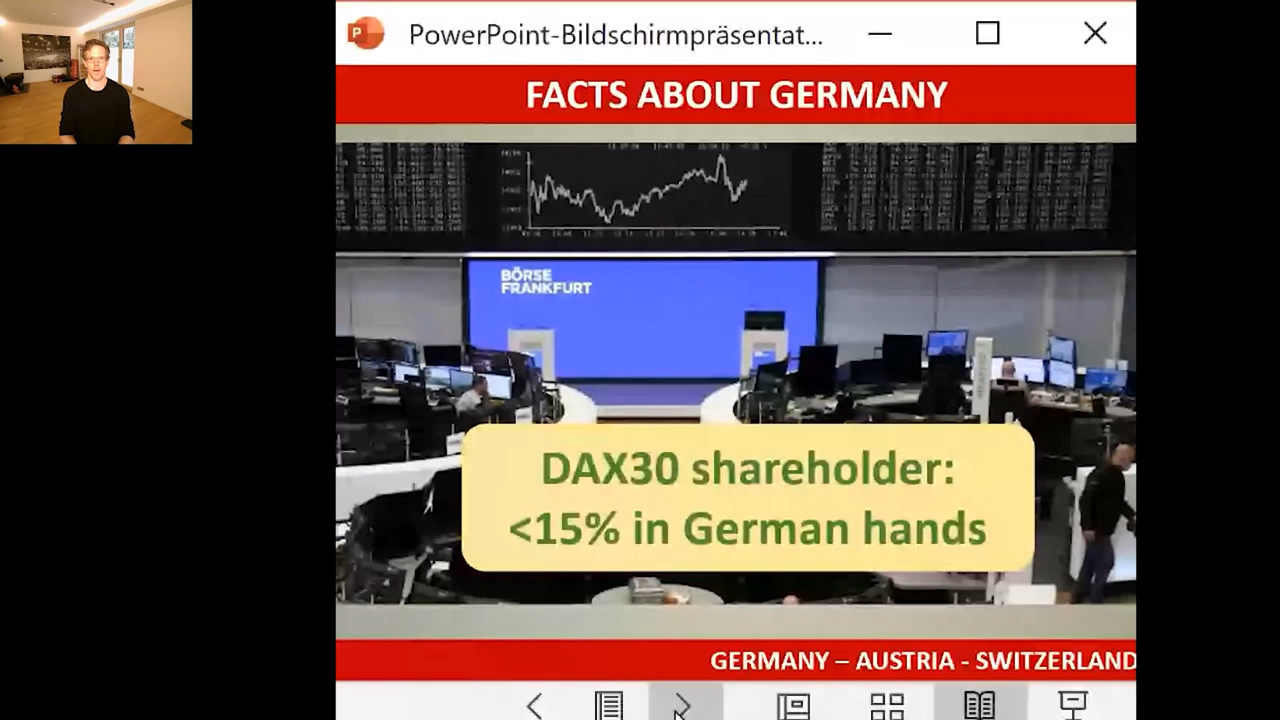 PowerPoint-Bildschirmpräsentat...
FACTS ABOUT GERMANY
BÖRSE
FRANKFURT
DAX30 shareholder:
<15% in German hands
GERMANY – AUSTRIA - SWITZERLAND